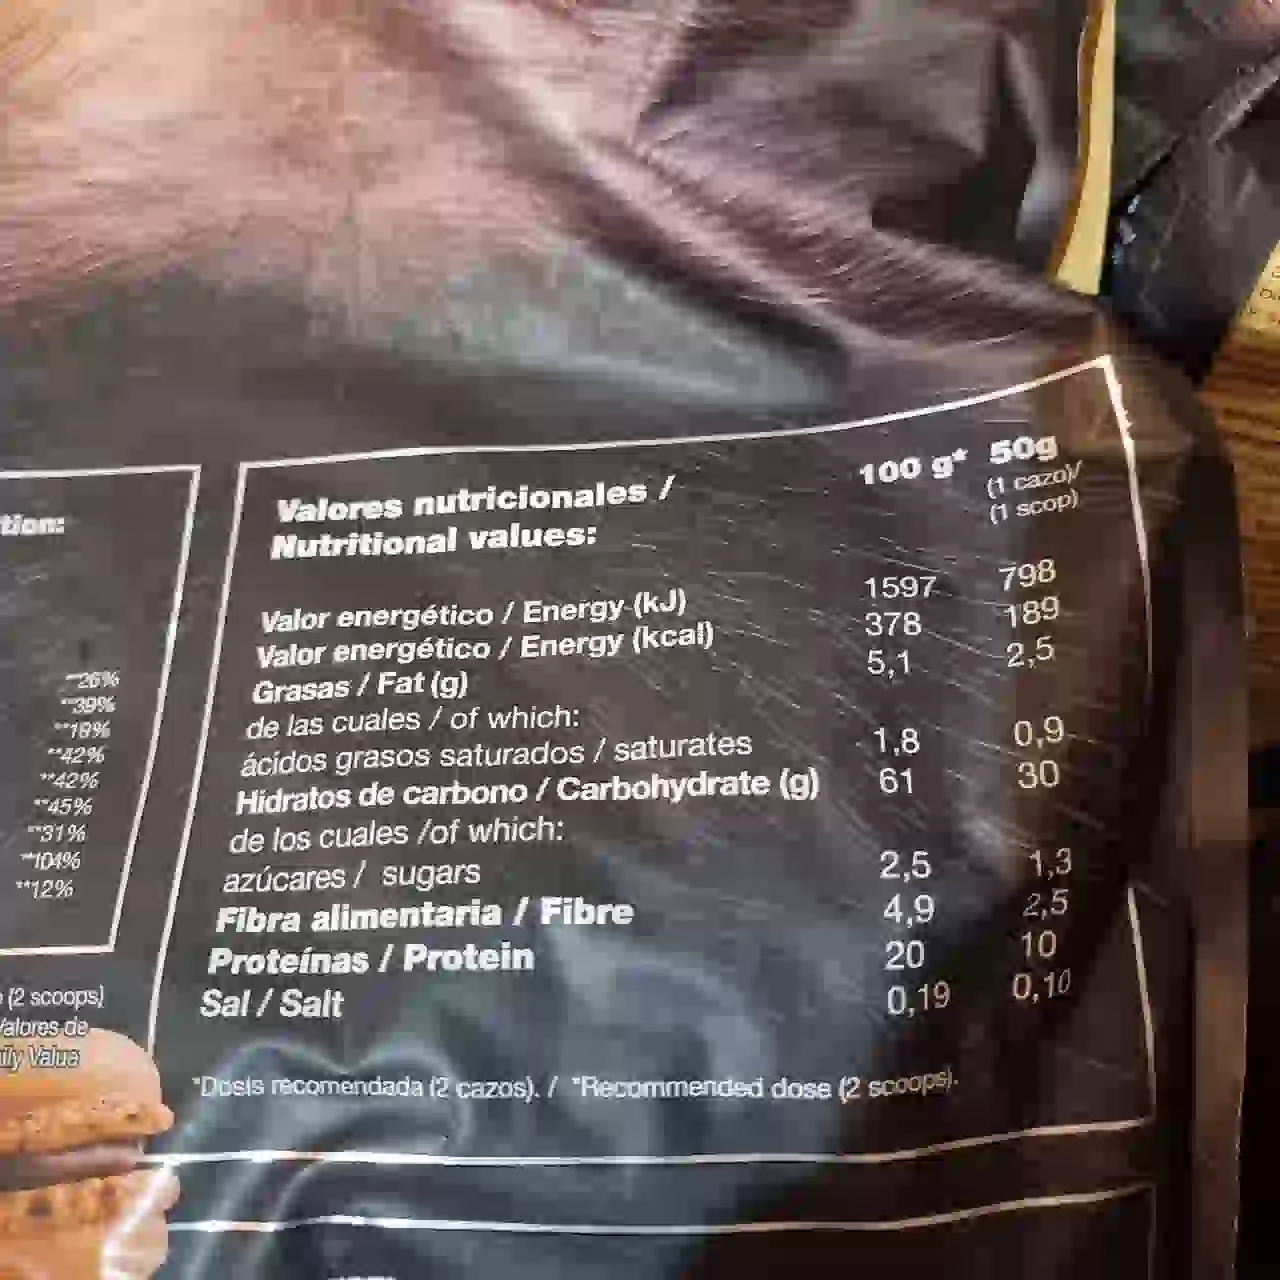 tion:
**26%
**39%
**19%
**42%
**42%
**45%
**31%
**104%
**12%
(2 scoops)
Valores de
Value
Valores nutricionales /
Nutritional values:
100 g* 50g
(1 cazo)/
(1 scop)
Valor energético / Energy (kJ) 1597 798
Valor energético / Energy (kcal) 378 189
Grasas / Fat (g) 5,1 2,5
de las cuales / of which:
ácidos grasos saturados / saturates 1,8 0,9
Hidratos de carbono / Carbohydrate (g) 61 30
de los cuales /of which:
azúcares / sugars 2,5 1,3
Fibra alimentaria / Fibre 4,9 2,5
Proteínas / Protein 20 10
Sal / Salt 0,19 0,10
*Dosis recomendada (2 cazos). / *Recommended dose (2 scoops).